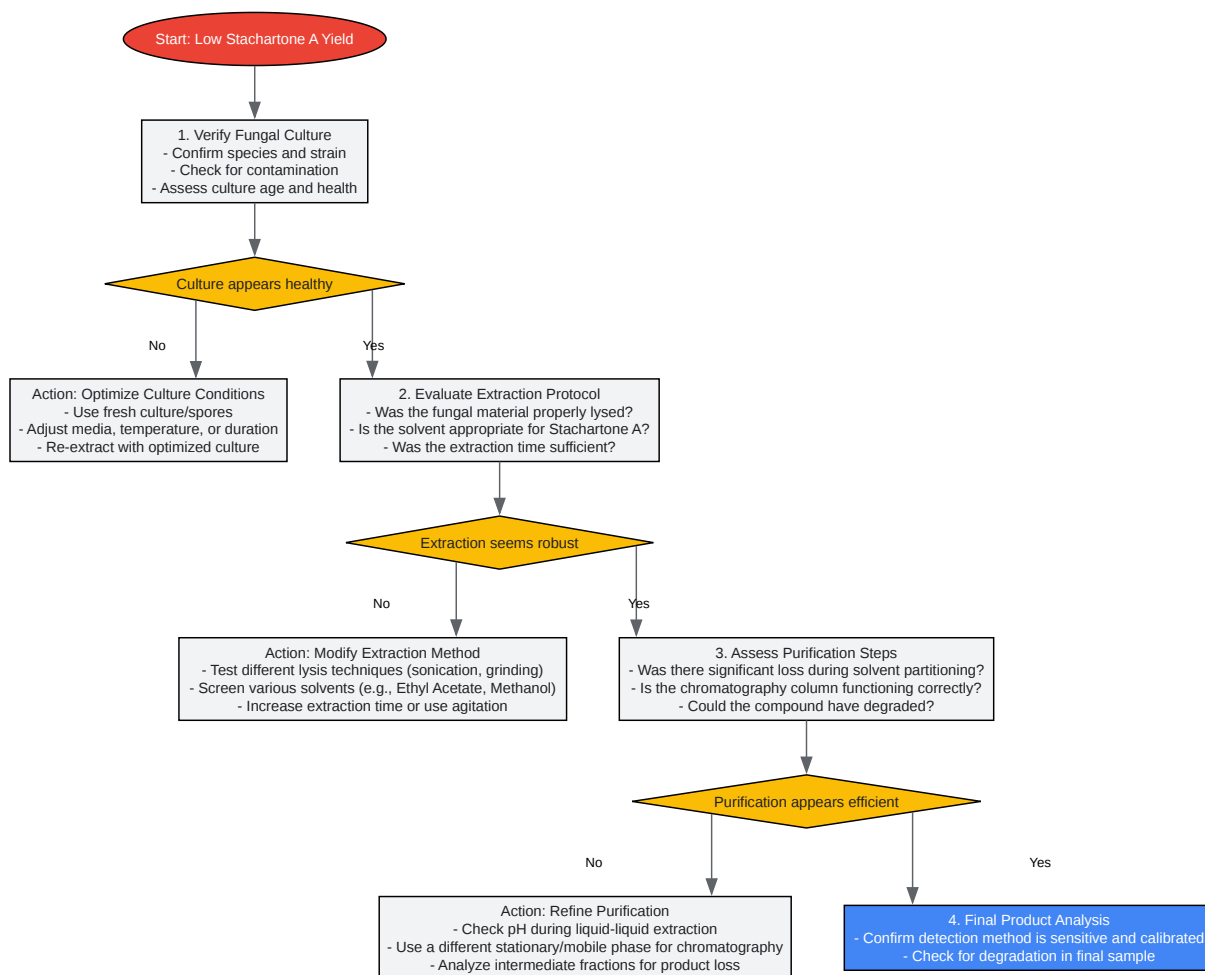 Start: Low Stachartone A Yield
1. Verify Fungal Culture
- Confirm species and strain
- Check for contamination
- Assess culture age and health
Culture appears healthy
No
Yes
Action: Optimize Culture Conditions
- Use fresh culture/spores
- Adjust media, temperature, or duration
- Re-extract with optimized culture
2. Evaluate Extraction Protocol
- Was the fungal material properly lysed?
- Is the solvent appropriate for Stachartone A?
- Was the extraction time sufficient?
Extraction seems robust
No
Yes
Action: Modify Extraction Method
- Test different lysis techniques (sonication, grinding)
- Screen various solvents (e.g., Ethyl Acetate, Methanol)
- Increase extraction time or use agitation
3. Assess Purification Steps
- Was there significant loss during solvent partitioning?
- Is the chromatography column functioning correctly?
- Could the compound have degraded?
Purification appears efficient
No
Yes
Action: Refine Purification
- Check pH during liquid-liquid extraction
- Use a different stationary/mobile phase for chromatography
- Analyze intermediate fractions for product loss
4. Final Product Analysis
- Confirm detection method is sensitive and calibrated
- Check for degradation in final sample